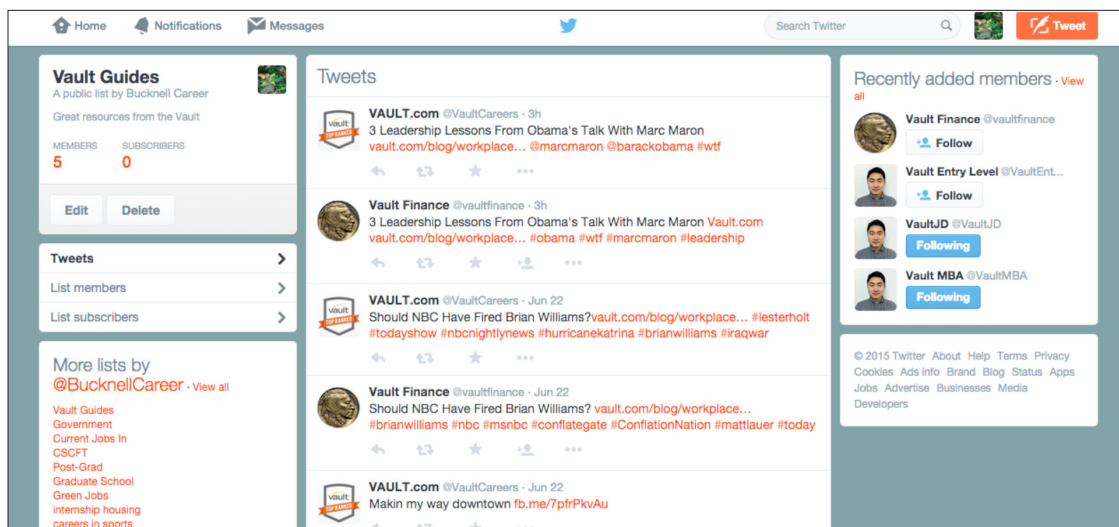 Home Notifications Messages Search Twitter Tweet
Vault Guides
A public list by Bucknell Career
Great resources from the Vault
MEMBERS SUBSCRIBERS
5 0
Edit Delete
Tweets
List members
List subscribers
More lists by
@BucknellCareer · View all
Vault Guides
Government
Current Jobs In
CSCFT
Post-Grad
Graduate School
Green Jobs
internship housing
careers in sports
Tweets
VAULT.com @VaultCareers · 3h
3 Leadership Lessons From Obama's Talk With Marc Maron
vault.com/blog/workplace… @marcmaron @barackobama #wtf
Vault Finance @vaultfinance · 3h
3 Leadership Lessons From Obama's Talk With Marc Maron Vault.com
vault.com/blog/workplace… #obama #wtf #marcmaron #leadership
VAULT.com @VaultCareers · Jun 22
Should NBC Have Fired Brian Williams?vault.com/blog/workplace… #lesterholt
#todayshow #nbcnightlynews #hurricanekatrina #brianwilliams #iraqwar
Vault Finance @vaultfinance · Jun 22
Should NBC Have Fired Brian Williams? vault.com/blog/workplace…
#brianwilliams #nbc #msnbc #conflategate #ConflationNation #mattlauer #today
VAULT.com @VaultCareers · Jun 22
Makin my way downtown fb.me/7pfrPkvAu
vault
TOP RANKED
vault
TOP RANKED
vault
TOP RANKED
Recently added members · View
all
Vault Finance @vaultfinance
Follow
Vault Entry Level @VaultEnt...
Follow
VaultJD @VaultJD
Following
Vault MBA @VaultMBA
Following
© 2015 Twitter About Help Terms Privacy
Cookies Ads info Brand Blog Status Apps
Jobs Advertise Businesses Media
Developers